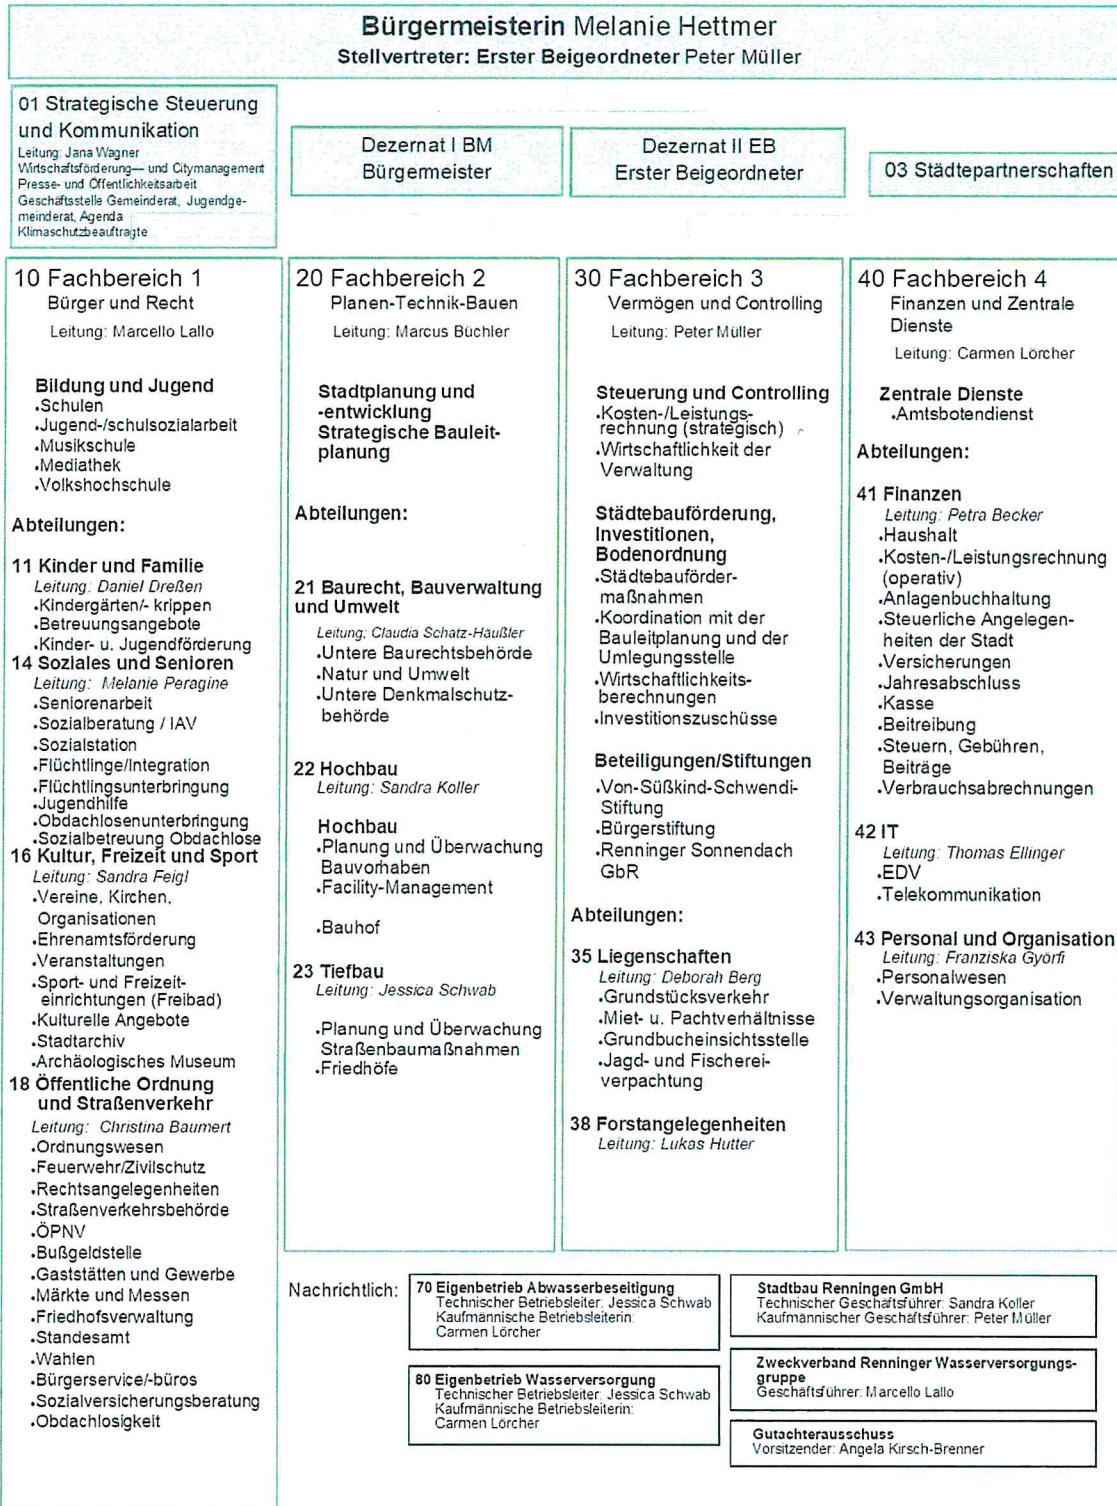 Bürgermeisterin Melanie Hettmer
Stellvertreter: Erster Beigeordneter Peter Müller
01 Strategische Steuerung
und Kommunikation
Leitung: Jana Wagner
Wirtschaftsförderung— und Citymanagement
Presse- und Öffentlichkeitsarbeit
Geschäftsstelle Gemeinderat, Jugendge-
meinderat, Agenda
Klimaschutzbeauftragte
Dezernat I BM
Bürgermeister
Dezernat II EB
Erster Beigeordneter
03 Städtepartnerschaften
10 Fachbereich 1
Bürger und Recht
Leitung: Marcello Lallo
Bildung und Jugend
•Schulen
•Jugend-/schulsozialarbeit
•Musikschule
•Mediathek
•Volkshochschule
Abteilungen:
11 Kinder und Familie
Leitung: Daniel Dreßen
•Kindergärten/- krippen
•Betreuungsangebote
•Kinder- u. Jugendförderung
14 Soziales und Senioren
Leitung: Melanie Peragine
•Seniorenarbeit
•Sozialberatung / IAV
•Sozialstation
•Flüchtlinge/Integration
•Flüchtlingsunterbringung
•Jugendhilfe
•Obdachlosenunterbringung
•Sozialbetreuung Obdachlose
16 Kultur, Freizeit und Sport
Leitung: Sandra Feigl
•Vereine, Kirchen,
Organisationen
•Ehrenamtsförderung
•Veranstaltungen
•Sport- und Freizeit-
einrichtungen (Freibad)
•Kulturelle Angebote
•Stadtarchiv
•Archäologisches Museum
18 Öffentliche Ordnung
und Straßenverkehr
Leitung: Christina Baumert
•Ordnungswesen
•Feuerwehr/Zivilschutz
•Rechtsangelegenheiten
•Straßenverkehrsbehörde
•ÖPNV
•Bußgeldstelle
•Gaststätten und Gewerbe
•Märkte und Messen
•Friedhofsverwaltung
•Standesamt
•Wahlen
•Bürgerservice/-büros
•Sozialversicherungsberatung
•Obdachlosigkeit
20 Fachbereich 2
Planen-Technik-Bauen
Leitung: Marcus Büchler
Stadtplanung und
-entwicklung
Strategische Bauleit-
planung
Abteilungen:
21 Baurecht, Bauverwaltung
und Umwelt
Leitung: Claudia Schatz-Häußler
•Untere Baurechtsbehörde
•Natur und Umwelt
•Untere Denkmalschutz-
behörde
22 Hochbau
Leitung: Sandra Koller
Hochbau
•Planung und Überwachung
Bauvorhaben
•Facility-Management
•Bauhof
23 Tiefbau
Leitung: Jessica Schwab
•Planung und Überwachung
Straßenbaumaßnahmen
•Friedhöfe
30 Fachbereich 3
Vermögen und Controlling
Leitung: Peter Müller
Steuerung und Controlling
•Kosten-/Leistungs-
rechnung (strategisch)
•Wirtschaftlichkeit der
Verwaltung
Städtebauförderung,
Investitionen,
Bodenordnung
•Städtebauförder-
maßnahmen
•Koordination mit der
Bauleitplanung und der
Umlegungsstelle
•Wirtschaftlichkeits-
berechnungen
•Investitionszuschüsse
Beteiligungen/Stiftungen
•Von-Süßkind-Schwendi-
Stiftung
•Bürgerstiftung
•Renninger Sonnendach
GbR
Abteilungen:
35 Liegenschaften
Leitung: Deborah Berg
•Grundstücksverkehr
•Miet- u. Pachtverhältnisse
•Grundbucheinsichtsstelle
•Jagd- und Fischerei-
verpachtung
38 Forstangelegenheiten
Leitung: Lukas Hutter
40 Fachbereich 4
Finanzen und Zentrale
Dienste
Leitung: Carmen Lörcher
Zentrale Dienste
•Amtsbotendienst
Abteilungen:
41 Finanzen
Leitung: Petra Becker
•Haushalt
•Kosten-/Leistungsrechnung
(operativ)
•Anlagenbuchhaltung
•Steuerliche Angelegen-
heiten der Stadt
•Versicherungen
•Jahresabschluss
•Kasse
•Beitreibung
•Steuern, Gebühren,
Beiträge
•Verbrauchsabrechnungen
42 IT
Leitung: Thomas Ellinger
•EDV
•Telekommunikation
43 Personal und Organisation
Leitung: Franziska Györfi
•Personalwesen
•Verwaltungsorganisation
Nachrichtlich:
70 Eigenbetrieb Abwasserbeseitigung
Technischer Betriebsleiter: Jessica Schwab
Kaufmännische Betriebsleiterin:
Carmen Lörcher
80 Eigenbetrieb Wasserversorgung
Technischer Betriebsleiter: Jessica Schwab
Kaufmännische Betriebsleiterin:
Carmen Lörcher
Stadtbau Renningen GmbH
Technischer Geschäftsführer: Sandra Koller
Kaufmännischer Geschäftsführer: Peter Müller
Zweckverband Renninger Wasserversorgungs-
gruppe
Geschäftsführer: Marcello Lallo
Gutachterausschuss
Vorsitzender: Angela Kirsch-Brenner